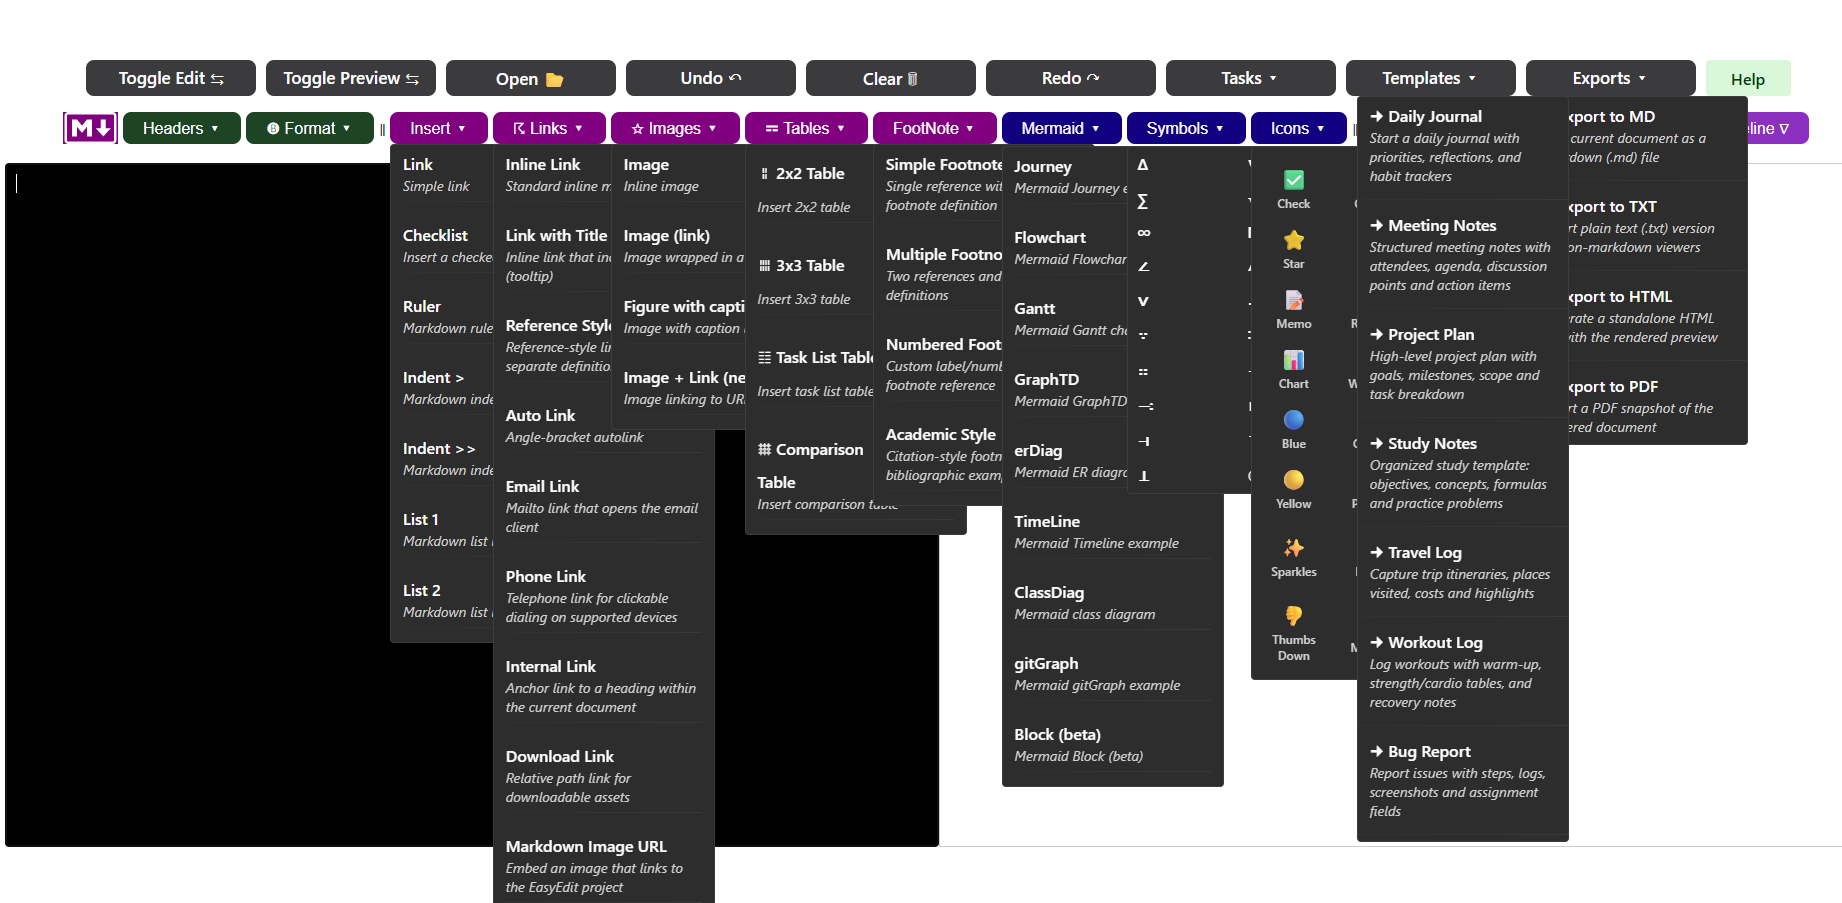 Toggle Edit ⇆
Toggle Preview ⇆
Open
Undo
Clear
Redo
Tasks
Templates
Exports
Help
M
Headers
Format
||
Insert
Links
Images
Tables
FootNote
Mermaid
Symbols
Icons
line ∇
Link
Simple link
Checklist
Insert a checke
Ruler
Markdown rule
Indent >
Markdown inde
Indent >>
Markdown inde
List 1
Markdown list
List 2
Markdown list
Inline Link
Standard inline m
Link with Title
Inline link that inc
(tooltip)
Reference Style
Reference-style lin
separate definitio
Auto Link
Angle-bracket autolink
Email Link
Mailto link that opens the email
client
Phone Link
Telephone link for clickable
dialing on supported devices
Internal Link
Anchor link to a heading within
the current document
Download Link
Relative path link for
downloadable assets
Markdown Image URL
Embed an image that links to
the EasyEdit project
Image
Inline image
Image (link)
Image wrapped in a
Figure with capti
Image with caption
Image + Link (ne
Image linking to UR
2x2 Table
Insert 2x2 table
3x3 Table
Insert 3x3 table
Task List Table
Insert task list table
Comparison
Table
Insert comparison table
Simple Footnote
Single reference wit
footnote definition
Multiple Footno
Two references and
definitions
Numbered Foot
Custom label/numb
footnote reference
Academic Style
Citation-style footn
bibliographic examp
Journey
Mermaid Journey e
Flowchart
Mermaid Flowchar
Gantt
Mermaid Gantt cha
GraphTD
Mermaid GraphTD
erDiag
Mermaid ER diagra
TimeLine
Mermaid Timeline example
ClassDiag
Mermaid class diagram
gitGraph
Mermaid gitGraph example
Block (beta)
Mermaid Block (beta)
Δ
∑
∞
∠
∨
Check
Star
Memo
Chart
Blue
Yellow
Sparkles
Thumbs
Down
➔ Daily Journal
Start a daily journal with
priorities, reflections, and
habit trackers
➔ Meeting Notes
Structured meeting notes with
attendees, agenda, discussion
points and action items
➔ Project Plan
High-level project plan with
goals, milestones, scope and
task breakdown
➔ Study Notes
Organized study template:
objectives, concepts, formulas
and practice problems
➔ Travel Log
Capture trip itineraries, places
visited, costs and highlights
➔ Workout Log
Log workouts with warm-up,
strength/cardio tables, and
recovery notes
➔ Bug Report
Report issues with steps, logs,
screenshots and assignment
fields
xport to MD
current document as a
down (.md) file
xport to TXT
rt plain text (.txt) version
on-markdown viewers
xport to HTML
rate a standalone HTML
with the rendered preview
xport to PDF
rt a PDF snapshot of the
ered document